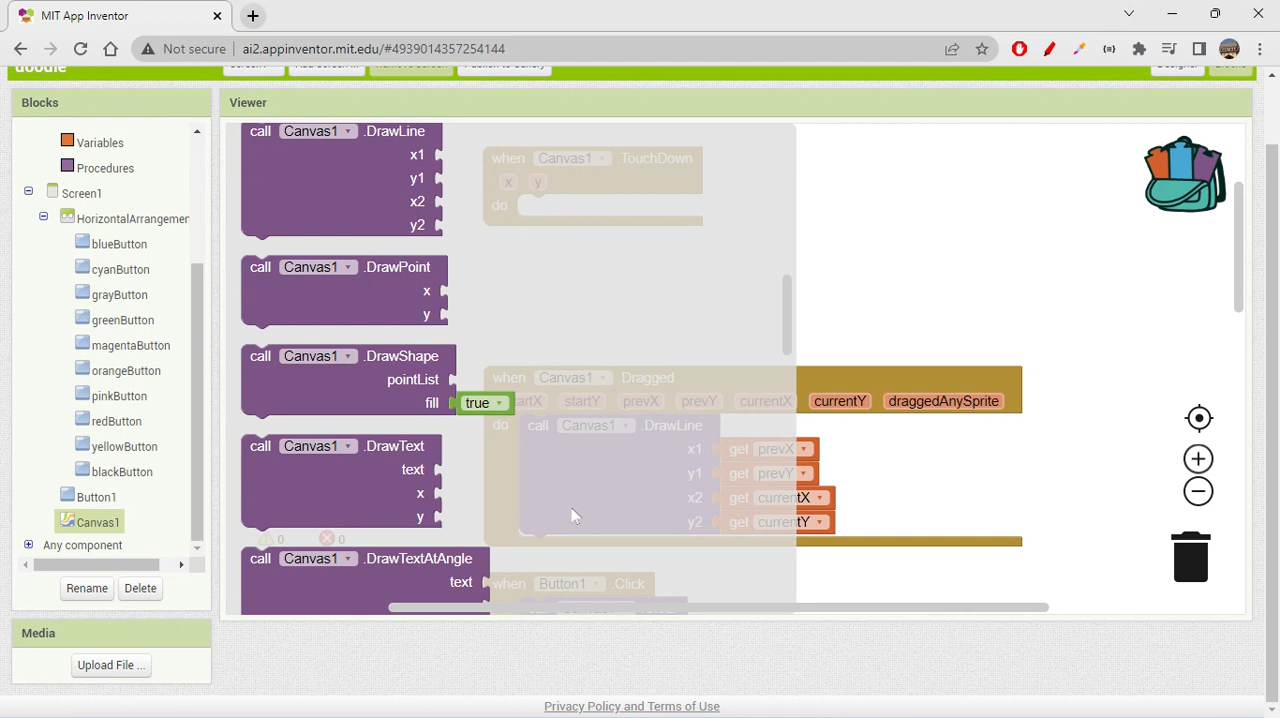 MIT App Inventor
Not secure
ai2.appinventor.mit.edu/#4939014357254144
doodle
Blocks
Viewer
Variables
Procedures
Screen1
HorizontalArrangemen
blueButton
cyanButton
grayButton
greenButton
magentaButton
orangeButton
pinkButton
redButton
yellowButton
blackButton
Button1
Canvas1
Any component
Rename
Delete
Media
Upload File ...
call Canvas1 .DrawLine
x1
y1
x2
y2
call Canvas1 .DrawPoint
x
y
call Canvas1 .DrawShape
pointList
fill true
call Canvas1 .DrawText
text
x
y
call Canvas1 .DrawTextAtAngle
text
when Canvas1 .TouchDown
x y
do
when Canvas1 .Dragged
artX startY prevX prevY currentX currentY draggedAnySprite
do call Canvas1 .DrawLine
x1 get prevX
y1 get prevY
x2 get currentX
y2 get currentY
0 0
when Button1 .Click
Privacy Policy and Terms of Use